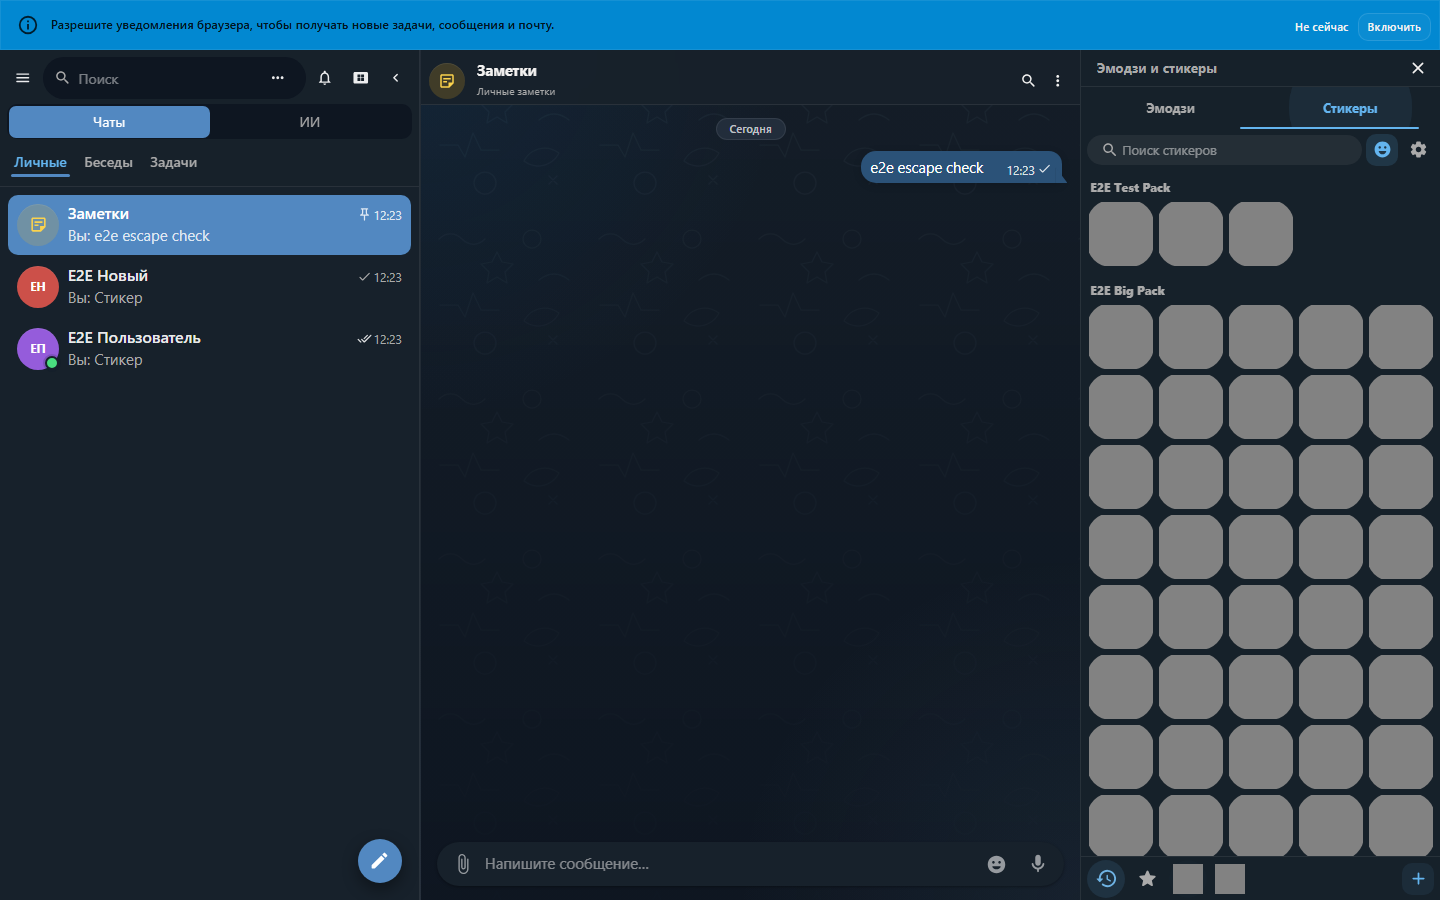 Разрешите уведомления браузера, чтобы получать новые задачи, сообщения и почту.
Не сейчас
Включить
Поиск
Чаты
ИИ
Личные
Беседы
Задачи
Заметки
12:23
Вы: e2e escape check
EH
E2E Новый
12:23
Вы: Стикер
ЕП
E2E Пользователь
12:23
Вы: Стикер
Заметки
Личные заметки
Сегодня
e2e escape check
12:23
Напишите сообщение...
Эмодзи и стикеры
Эмодзи
Стикеры
Поиск стикеров
E2E Test Pack
E2E Big Pack